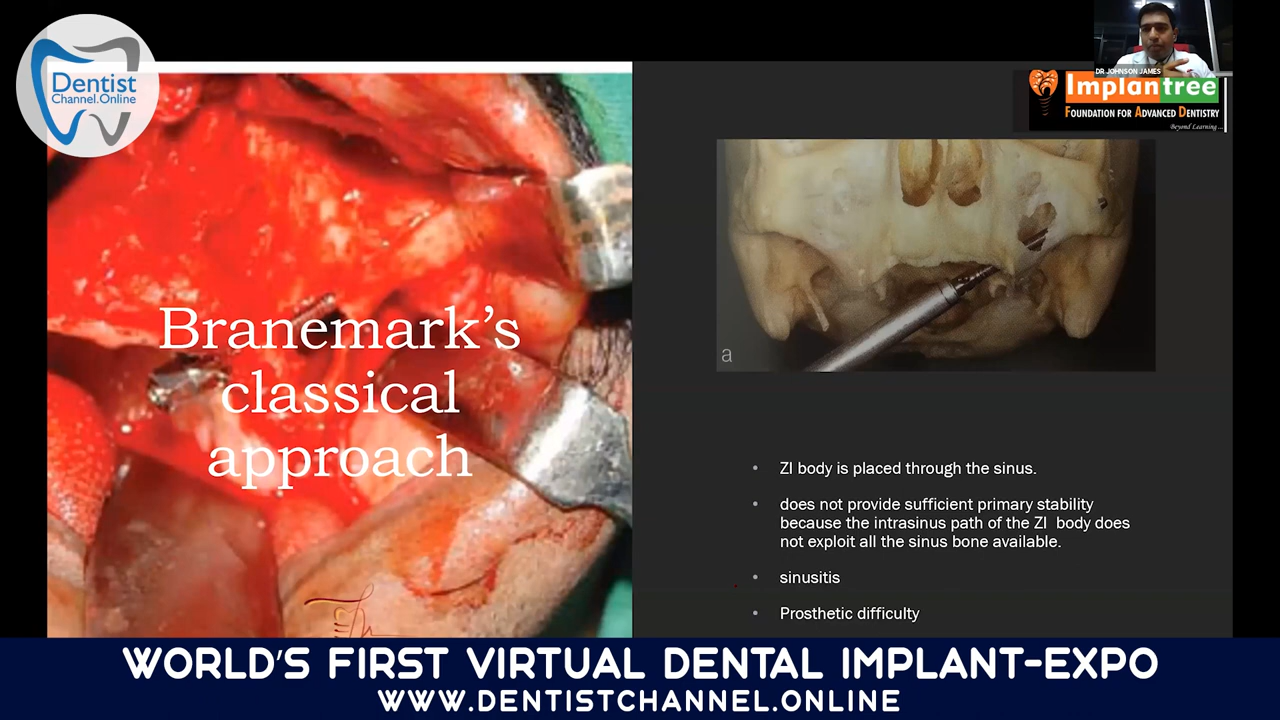 Dentist
Channel.Online
DR JOHNSON JAMES
Implantree
FOUNDATION FOR ADVANCED DENTISTRY
Beyond Learning...
Branemark's
classical
approach
a
• ZI body is placed through the sinus.
• does not provide sufficient primary stability
because the intrasinus path of the ZI body does
not exploit all the sinus bone available.
• sinusitis
• Prosthetic difficulty
WORLD'S FIRST VIRTUAL DENTAL IMPLANT-EXPO
WWW.DENTISTCHANNEL.ONLINE